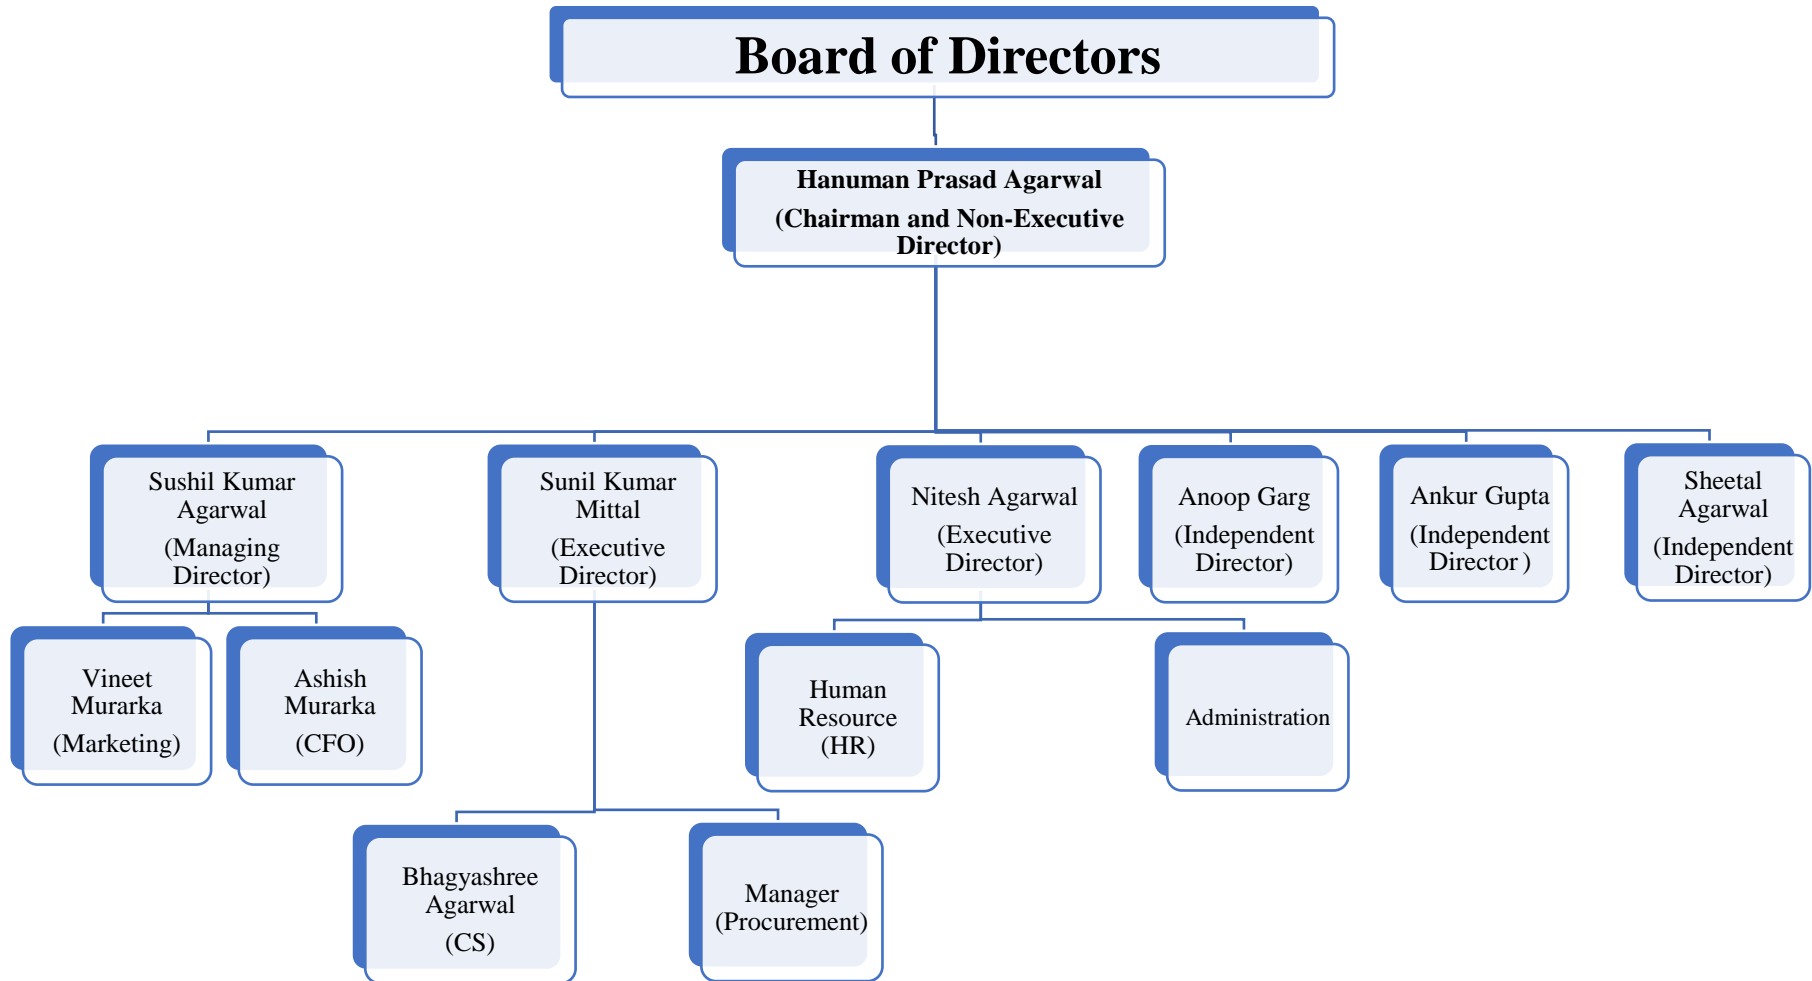 Board of Directors
Hanuman Prasad Agarwal
(Chairman and Non-Executive
Director)
Sushil Kumar
Agarwal
(Managing
Director)
Sunil Kumar
Mittal
(Executive
Director)
Nitesh Agarwal
(Executive
Director)
Anoop Garg
(Independent
Director)
Ankur Gupta
(Independent
Director )
Sheetal
Agarwal
(Independent
Director)
Vineet
Murarka
(Marketing)
Ashish
Murarka
(CFO)
Human
Resource
(HR)
Administration
Bhagyashree
Agarwal
(CS)
Manager
(Procurement)